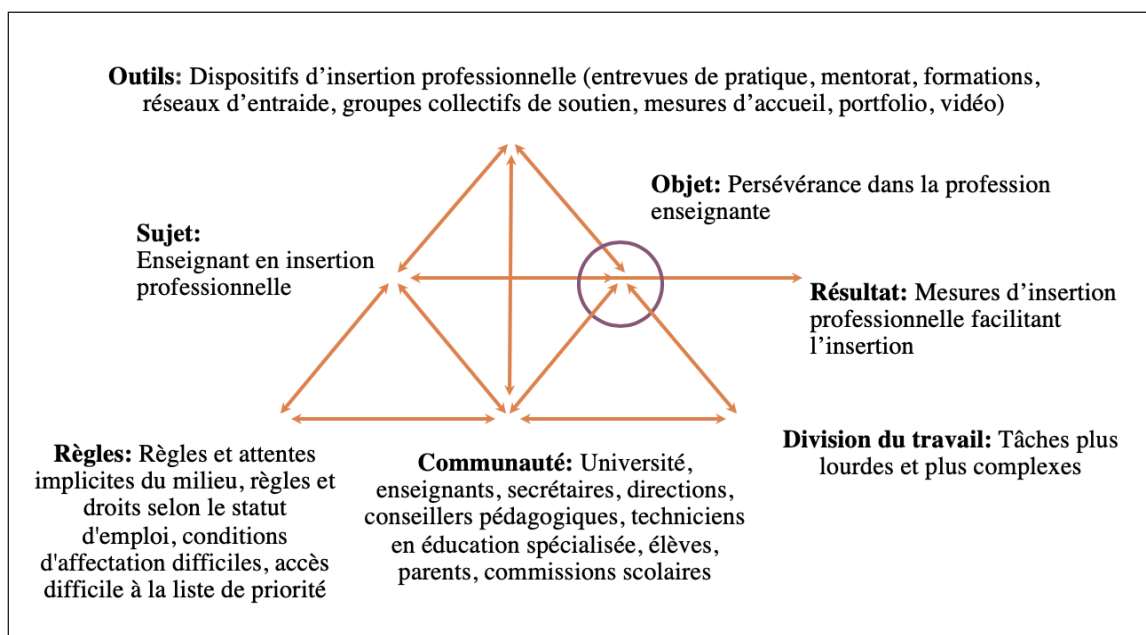 Outils: Dispositifs d’insertion professionnelle (entrevues de pratique, mentorat, formations,
réseaux d’entraide, groupes collectifs de soutien, mesures d’accueil, portfolio, vidéo)
Objet: Persévérance dans la profession
enseignante
Sujet:
Enseignant en insertion
professionnelle
Résultat: Mesures d’insertion
professionnelle facilitant
l’insertion
Règles: Règles et attentes
implicites du milieu, règles et
droits selon le statut
d'emploi, conditions
d'affectation difficiles, accès
difficile à la liste de priorité
Communauté: Université,
enseignants, secrétaires, directions,
conseillers pédagogiques, techniciens
en éducation spécialisée, élèves,
parents, commissions scolaires
Division du travail: Tâches plus
lourdes et plus complexes